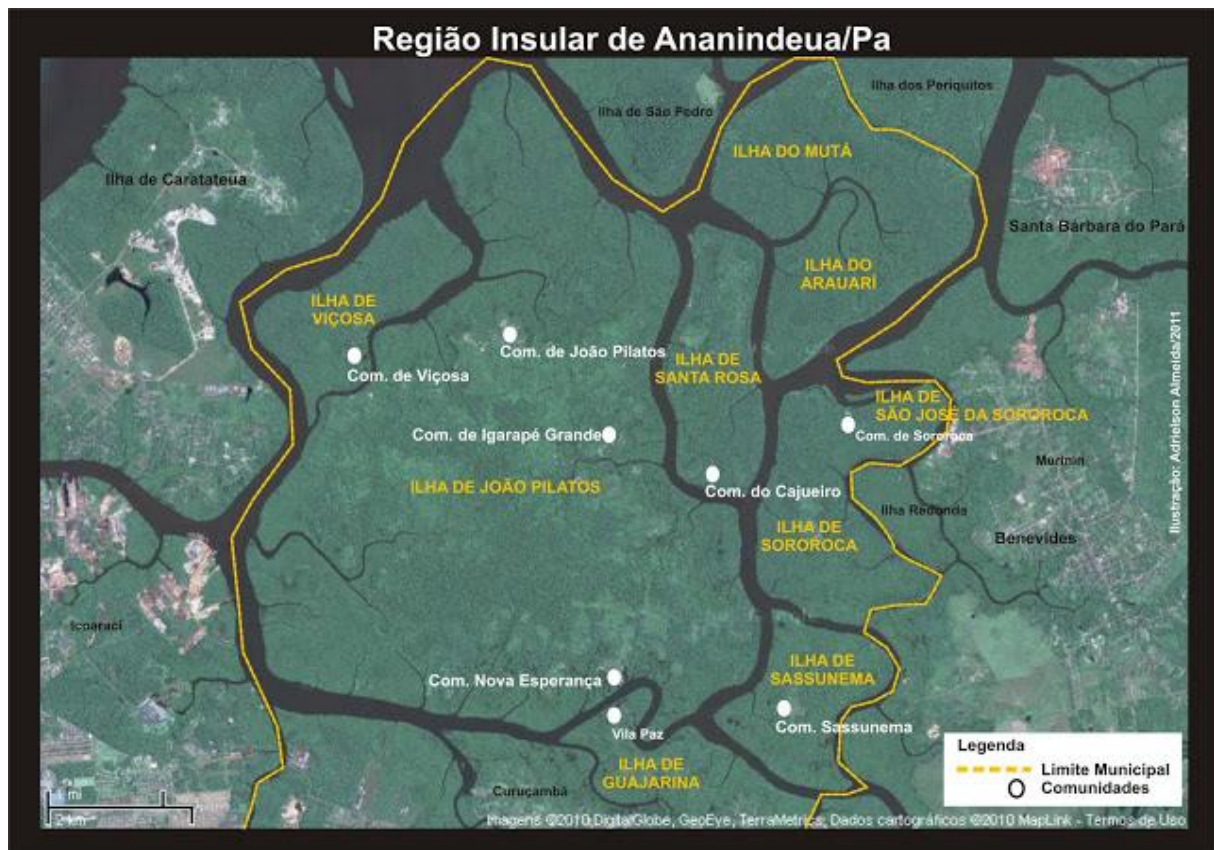 Região Insular de Ananindeua/Pa
Ilha dos Periquitos
Ilha de São Pedro
ILHA DO MUTÁ
Ilha de Caratateua
Santa Bárbara do Pará
ILHA DO
ARAUARÍ
ILHA DE
VIÇOSA
Com. de João Pilatos
Com. de Viçosa
ILHA DE
SANTA ROSA
ILHA DE
SÃO JOSÉ DA SOROROCA
Com. de Sororoca
Com. de Igarapé Grande
Murinin
ILHA DE JOÃO PILATOS
Com. do Cajueiro
Ilha Redonda
ILHA DE
SOROROCA
Benevides
Icoaraci
ILHA DE
SASSUNEMA
Com. Nova Esperança
Com. Sassunema
Vila Paz
ILHA DE
GUAJARINA
Curuçambá
Legenda
Limite Municipal
Comunidades
1 mi
2 km
Imagens ©2010 DigitalGlobe, GeoEye, TerraMetrics, Dados cartográficos ©2010 MapLink - Termos de Uso
Ilustração: Adrielson Almeida/2011